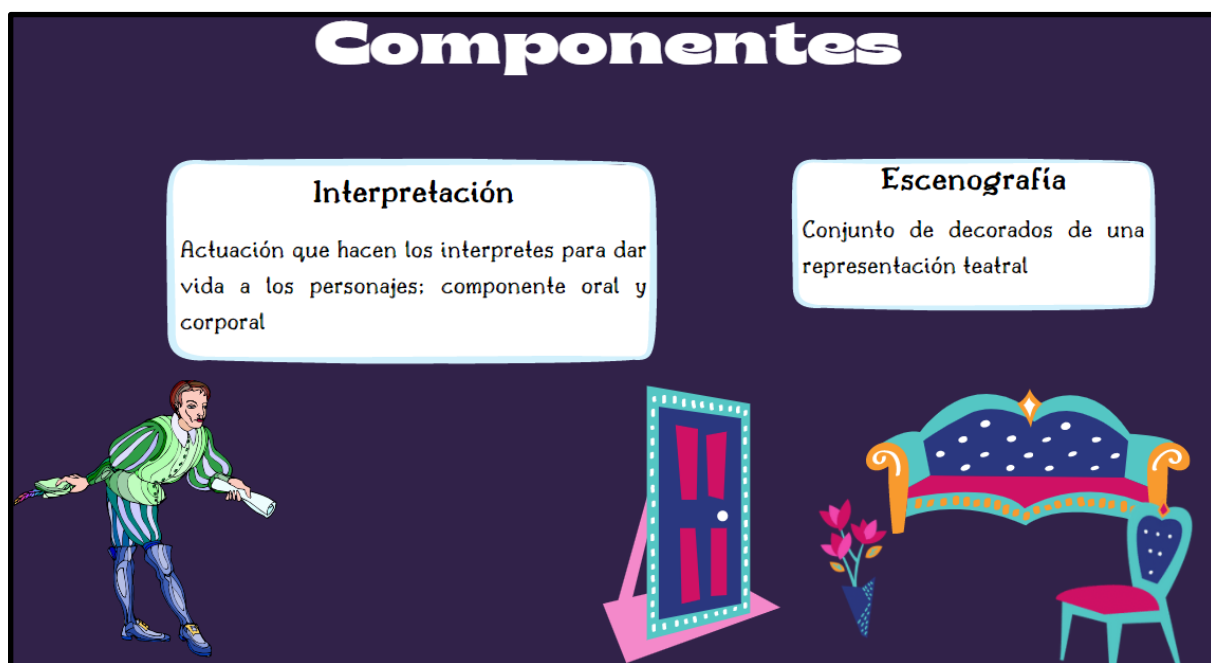 Componentes
Interpretación
Actuación que hacen los interpretes para dar
vida a los personajes; componente oral y
corporal
Escenografía
Conjunto de decorados de una
representación teatral